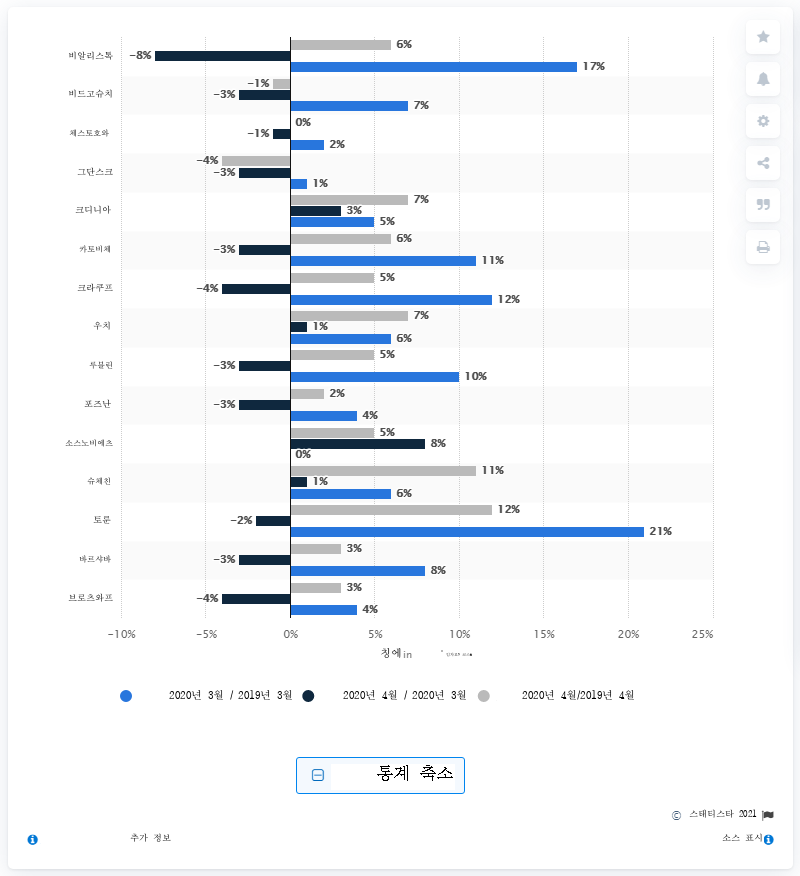 6%
비알리스톡
-8%
17%
-1%
비드고슈치
-3%
7%
0%
체스토호와
-1%
2%
-4%
그단스크
-3%
1%
7%
크디니아
3%
5%
6%
카토비체
-3%
11%
5%
크라쿠프
-4%
12%
7%
우치
1%
6%
5%
루블린
-3%
10%
2%
포즈난
-3%
4%
5%
소스노비에츠
8%
0%
11%
슈체친
1%
6%
12%
토룬
-2%
21%
3%
바르샤바
-3%
8%
3%
브로츠와프
-4%
4%
-10% -5% 0% 5% 10% 15% 20% 25%
칭에 in
2020년 3월 / 2019년 3월 2020년 4월 / 2020년 3월 2020년 4월/2019년 4월
통계 축소
© 스태티스타 2021
추가 정보 소스 표시